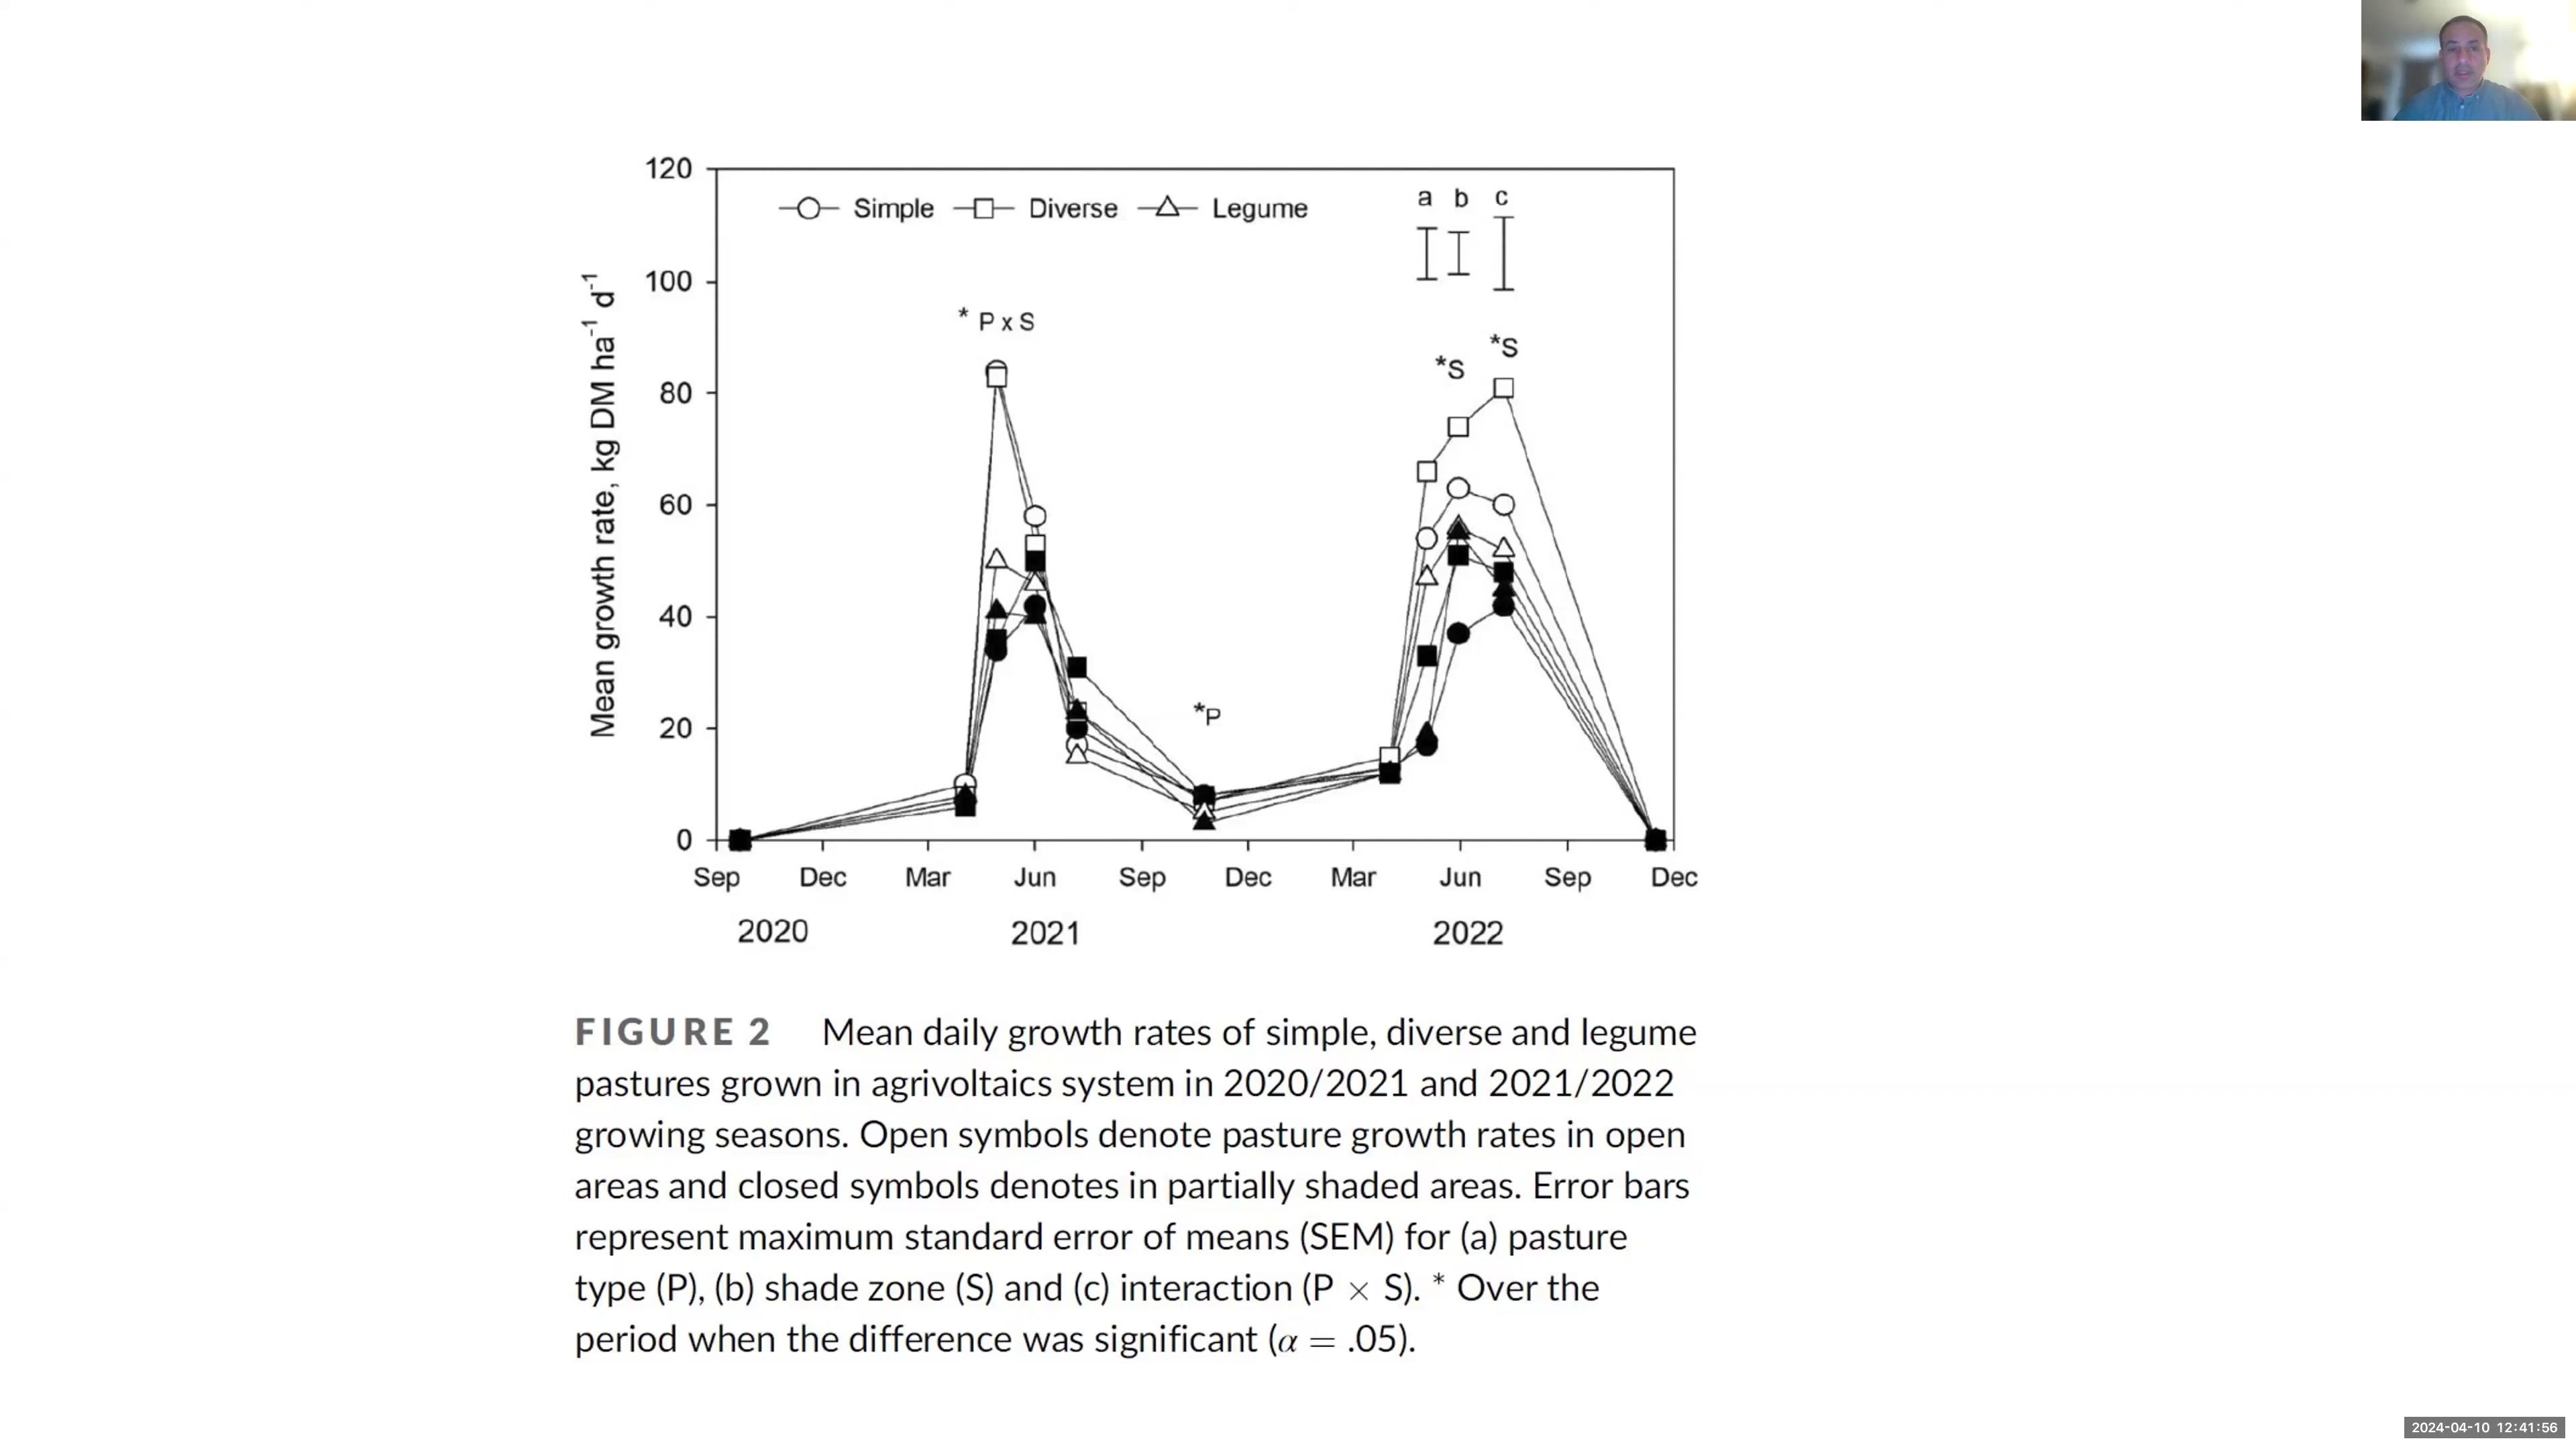 120
Simple Diverse Legume
a b c
100
* P x S
*S
*S
80
60
40
*P
20
0
Mean growth rate, kg DM ha⁻¹ d⁻¹
Sep Dec Mar Jun Sep Dec Mar Jun Sep Dec
2020 2021 2022
FIGURE 2 Mean daily growth rates of simple, diverse and legume
pastures grown in agrivoltaics system in 2020/2021 and 2021/2022
growing seasons. Open symbols denote pasture growth rates in open
areas and closed symbols denotes in partially shaded areas. Error bars
represent maximum standard error of means (SEM) for (a) pasture
type (P), (b) shade zone (S) and (c) interaction (P × S). * Over the
period when the difference was significant (α = .05).
2024-04-10 12:41:56